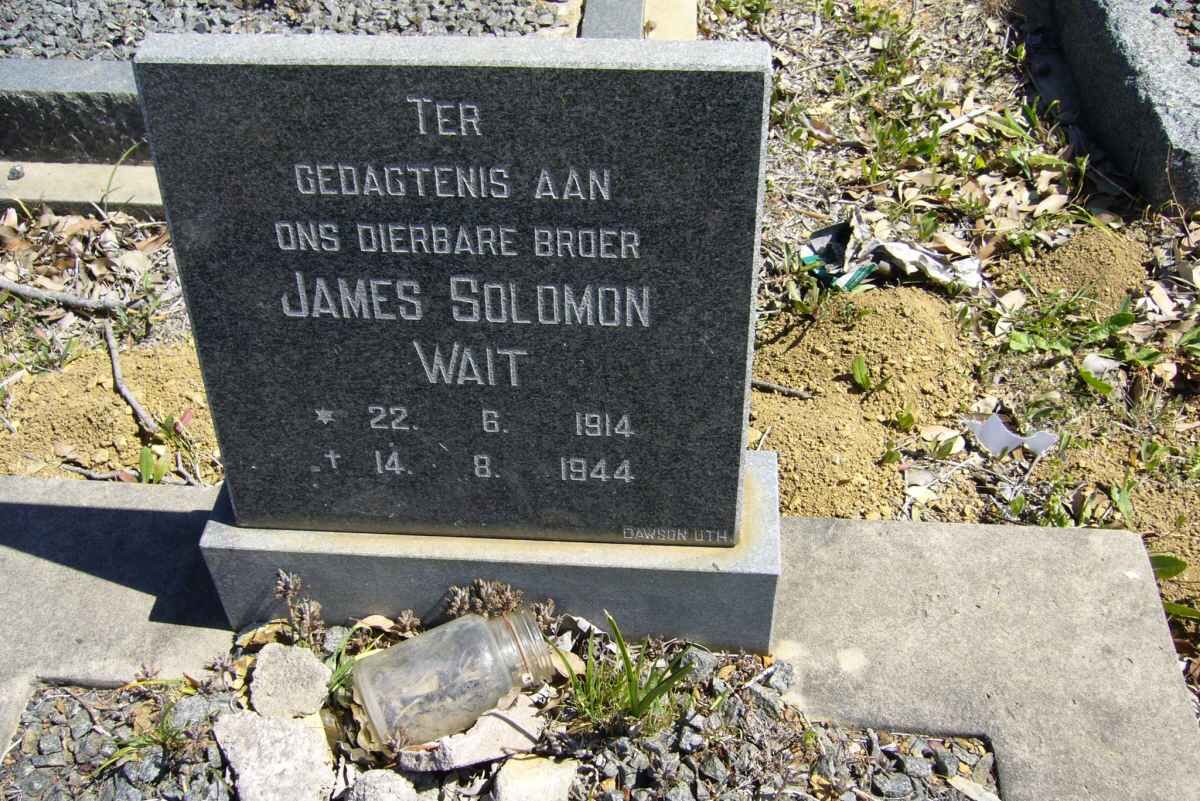 TER
GEDAGTENIS AAN
ONS DIERBARE BROER
JAMES SOLOMON
WAIT
* 22. 6. 1914
† 14. 8. 1944
DAWSON UTH.